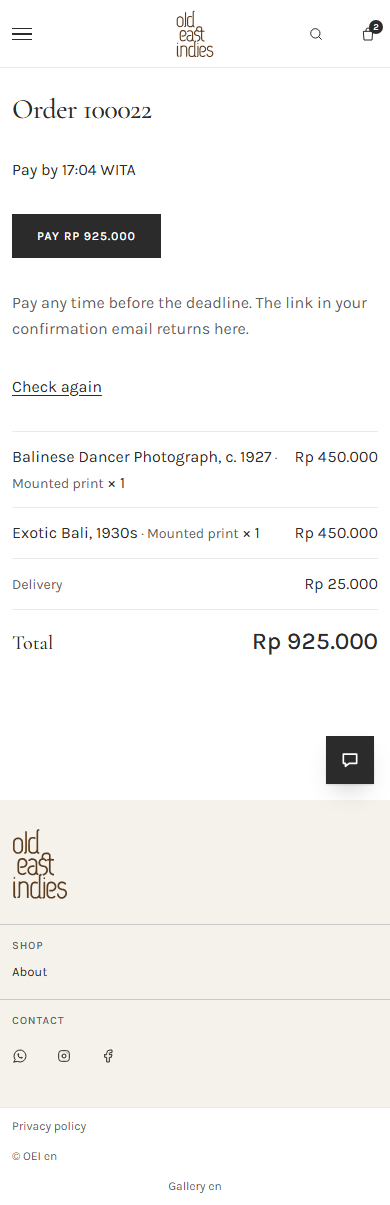 old
east
indies
2
Order 100022
Pay by 17:04 WITA
PAY RP 925.000
Pay any time before the deadline. The link in your
confirmation email returns here.
Check again
Balinese Dancer Photograph, c. 1927 · Rp 450.000
Mounted print × 1
Exotic Bali, 1930s · Mounted print × 1 Rp 450.000
Delivery Rp 25.000
Total Rp 925.000
old
east
indies
SHOP
About
CONTACT
Privacy policy
© OEI en
Gallery en